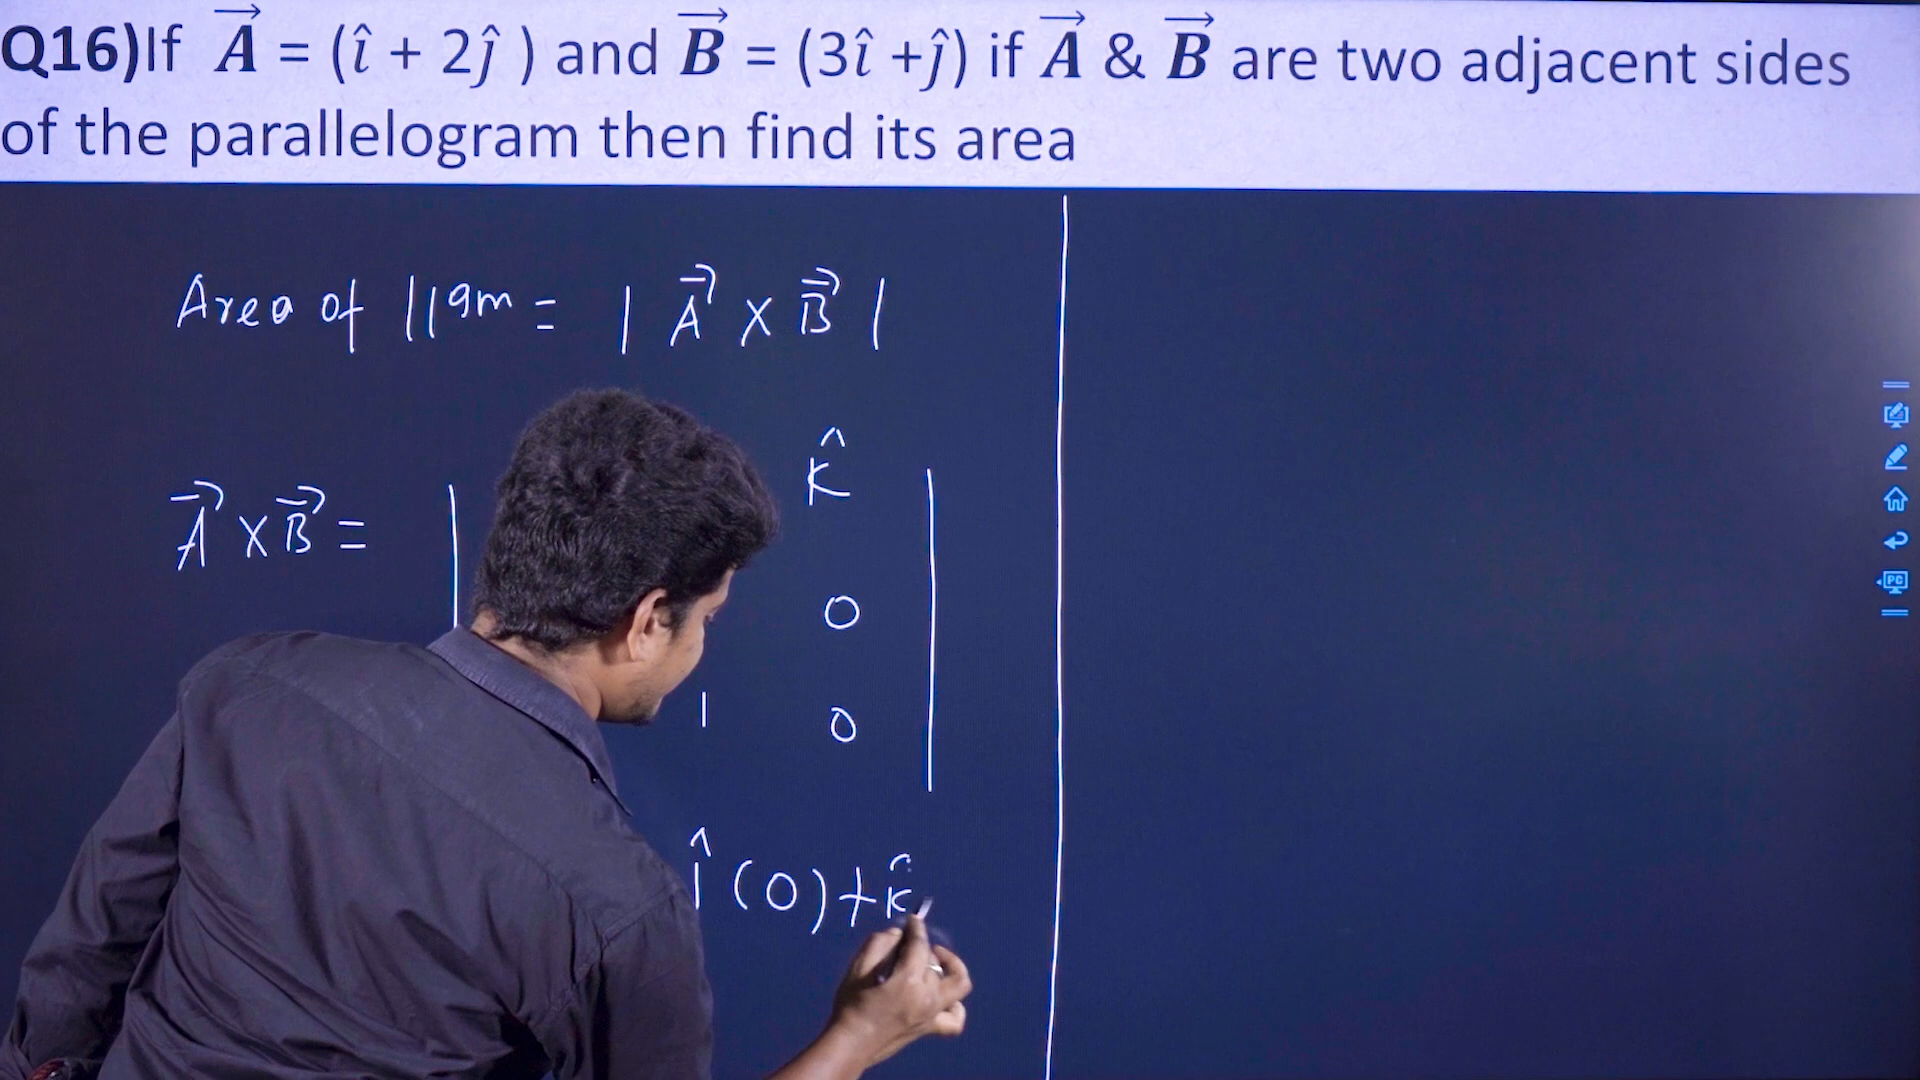 Q16)If A⃗ = (î + 2ĵ ) and B⃗ = (3î +ĵ) if A⃗ & B⃗ are two adjacent sides
of the parallelogram then find its area
Area of ||gm = | A⃗ × B⃗ |
k̂
A⃗ × B⃗ =
0
1 0
(0) + k̂
PC